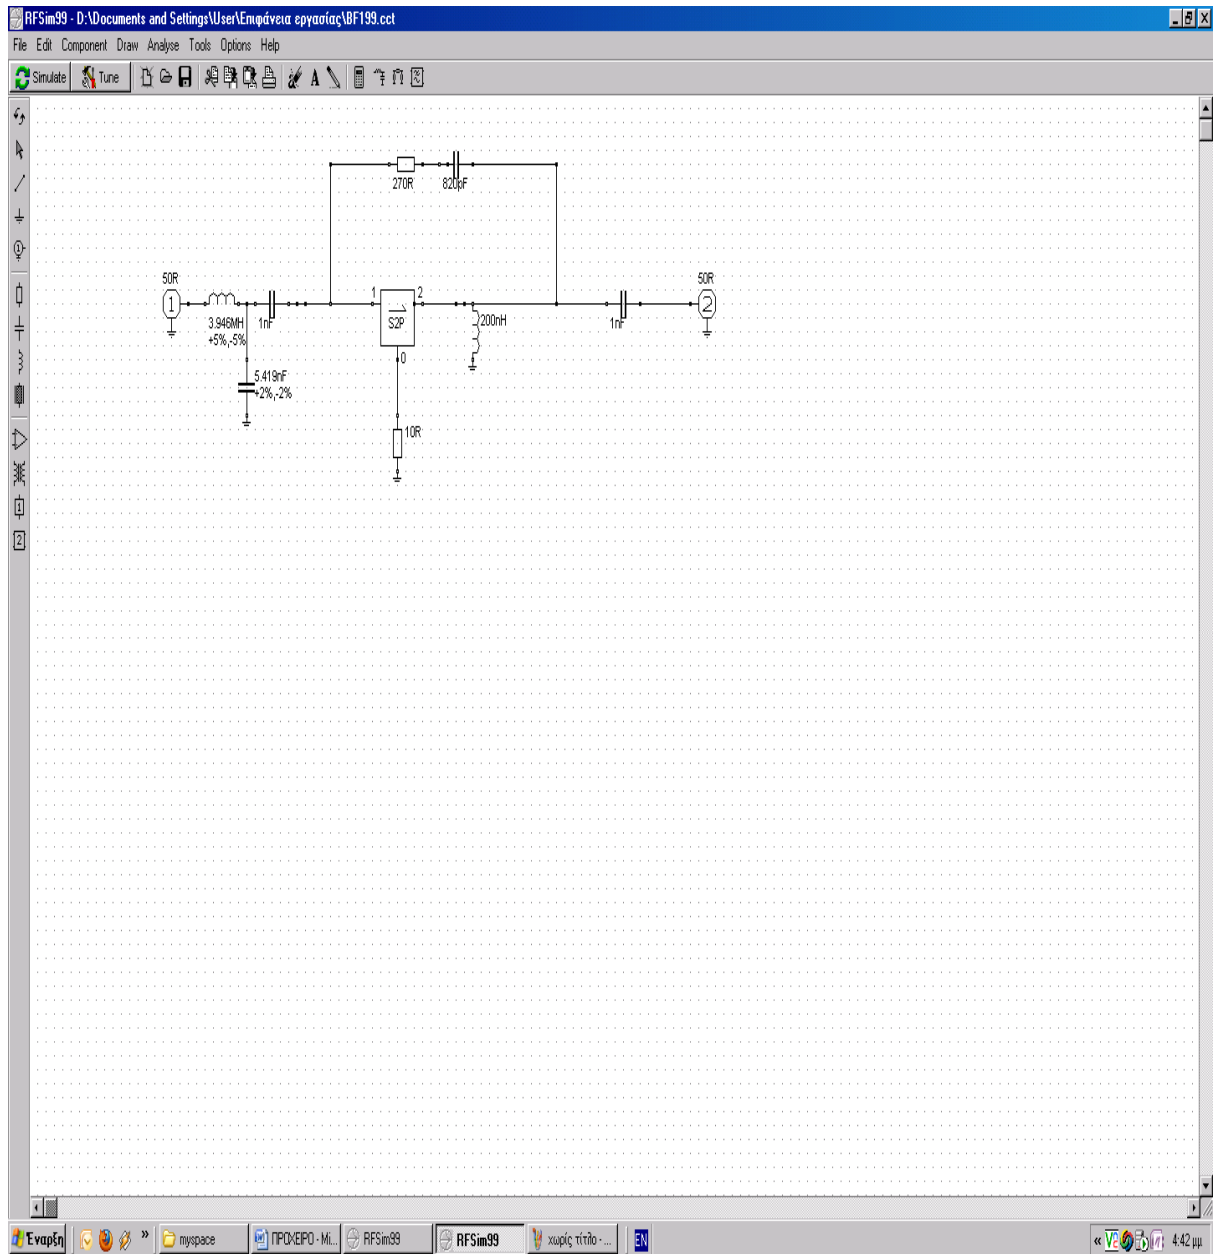 RFSim99 - D:\Documents and Settings\User\Επιφάνεια εργασίας\BF199.cct
File Edit Component Draw Analyse Tools Options Help
Simulate Tune
270R
820pF
50R
1
3.946MH
+5%,-5%
1nF
5.419nF
+2%,-2%
1
2
S2P
0
10R
200nH
1nF
50R
2
Έναρξη » myspace ΠΡΟΧΕΙΡΟ - Mi... RFSim99 RFSim99 χωρίς τίτλο - ... EN « 4:42 μμ